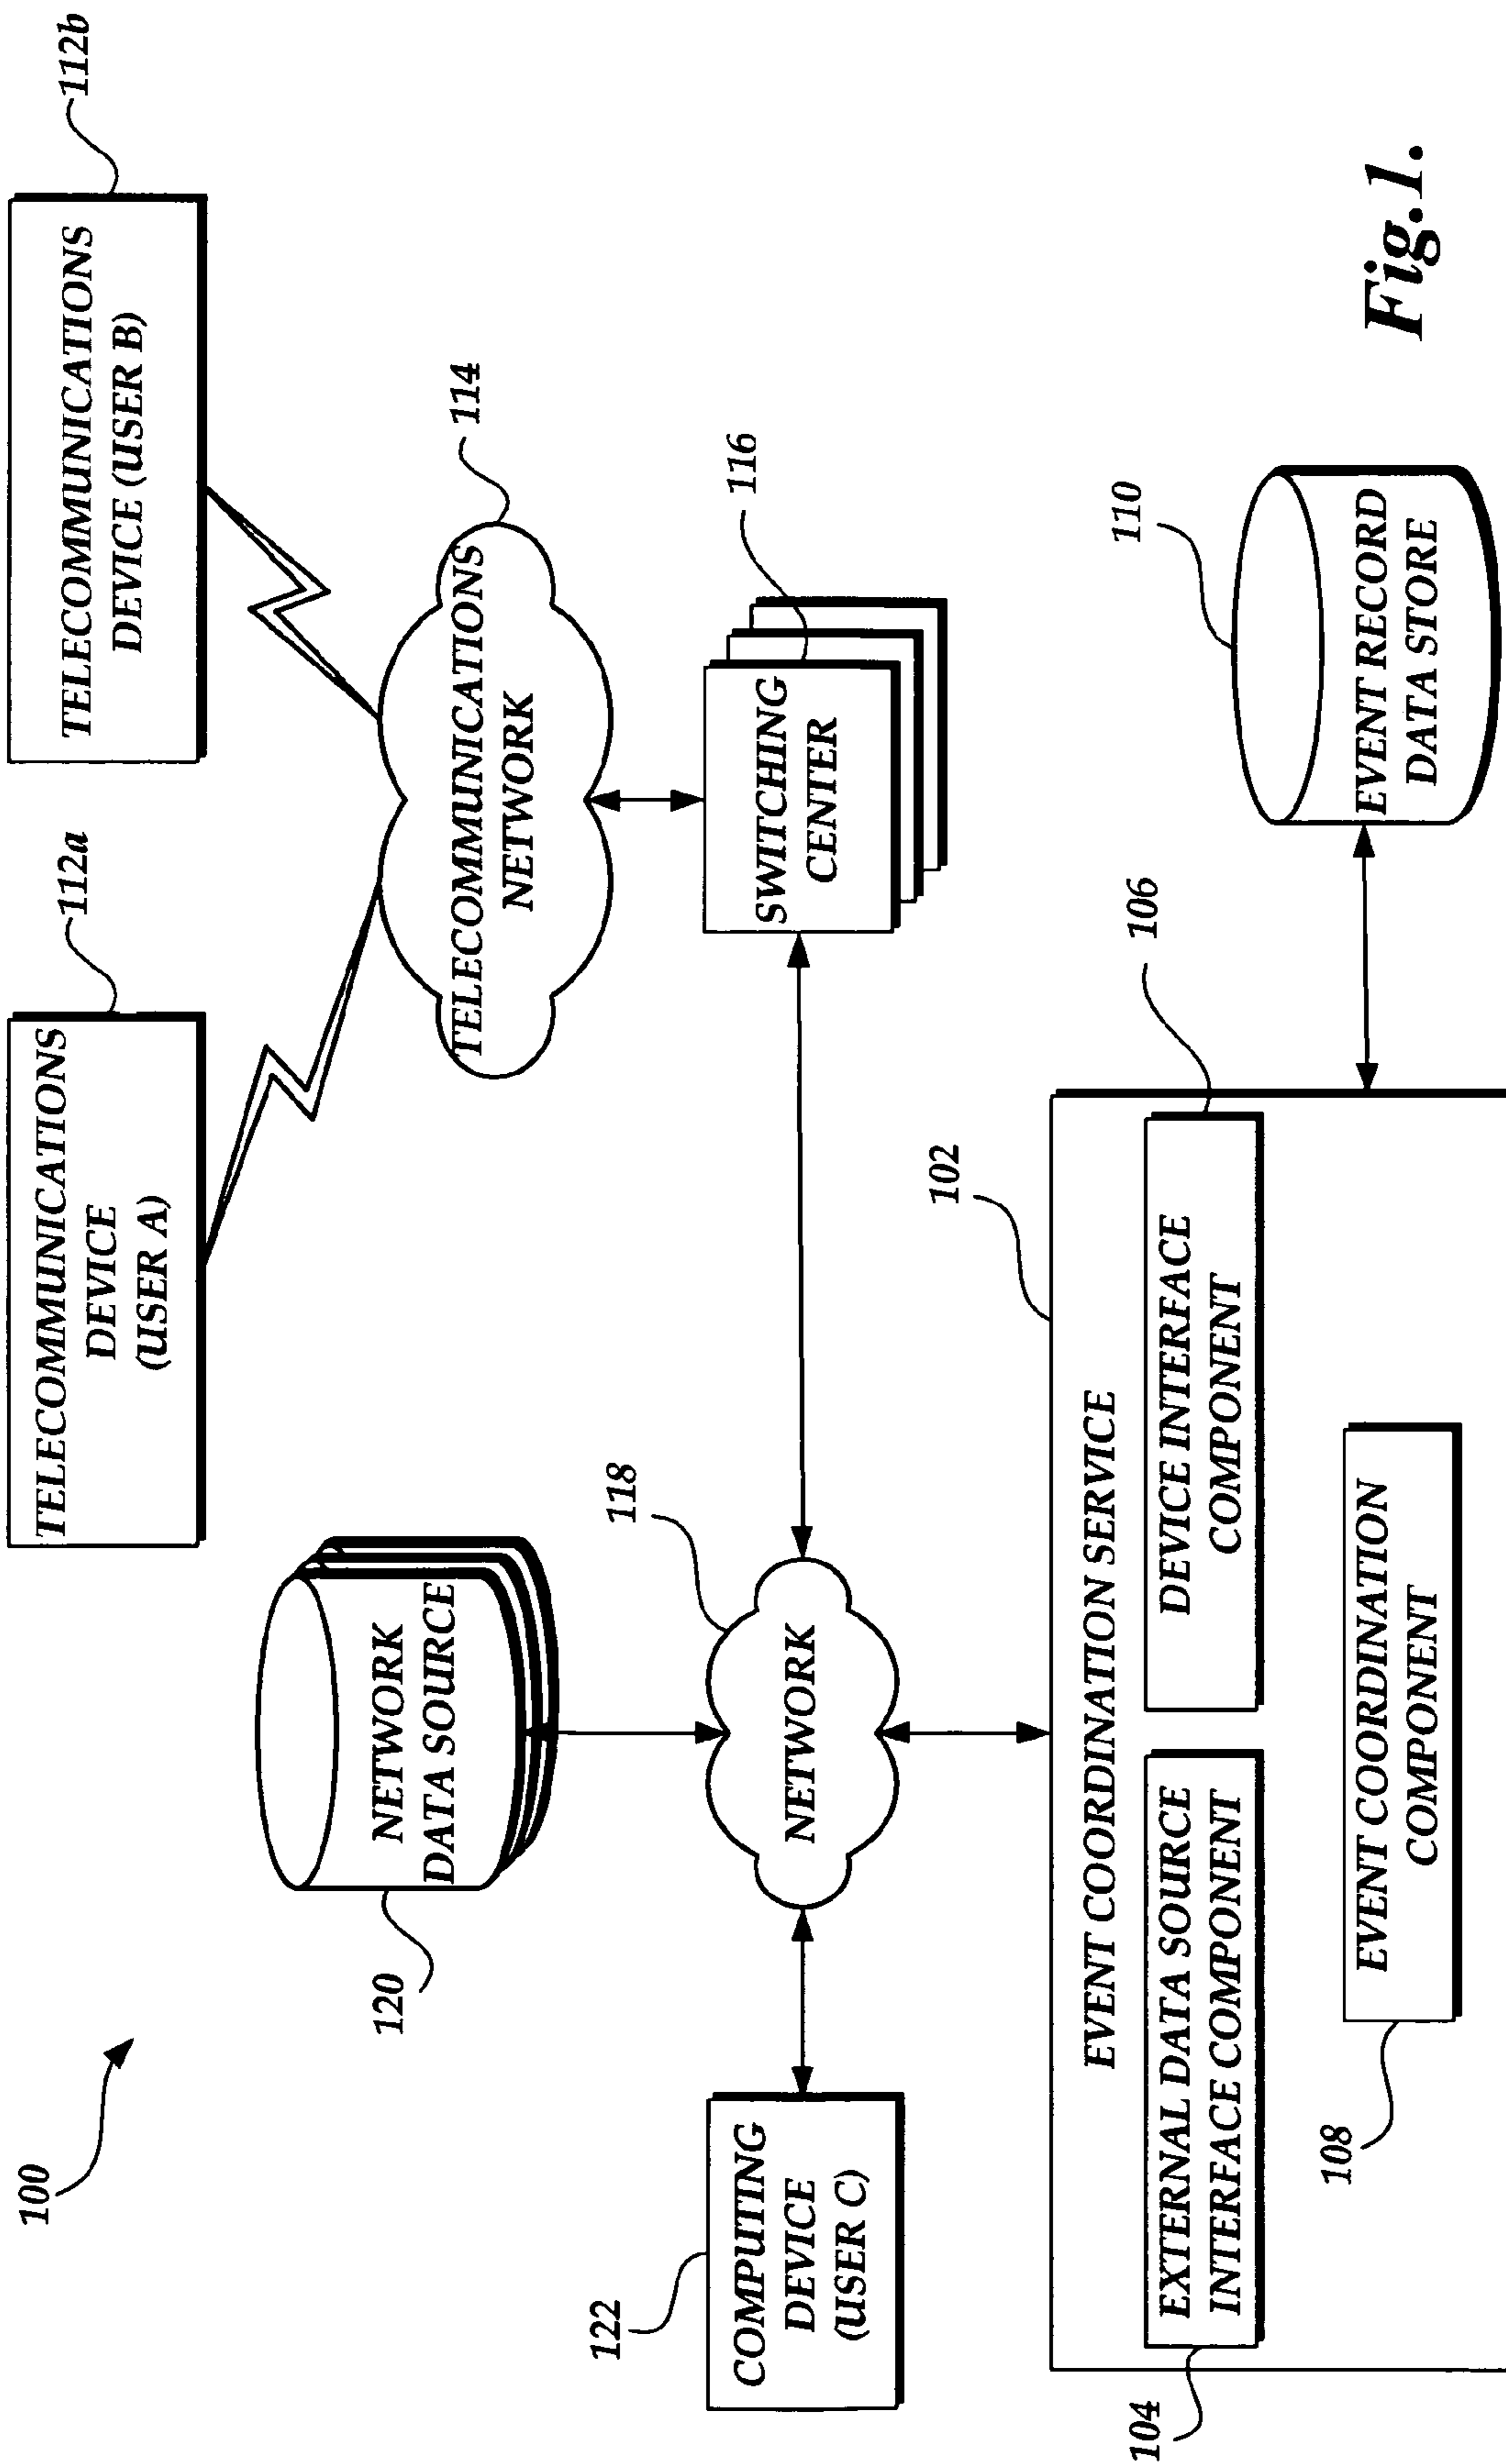 100
TELECOMMUNICATIONS
DEVICE
(USER A)
112a
TELECOMMUNICATIONS
DEVICE (USER B)
112b
120
NETWORK
DATA SOURCE
TELECOMMUNICATIONS
NETWORK
114
122
COMPUTING
DEVICE
(USER C)
118
NETWORK
SWITCHING
CENTER
116
102
EVENT COORDINATION SERVICE
104
EXTERNAL DATA SOURCE
INTERFACE COMPONENT
DEVICE INTERFACE
COMPONENT
106
108
EVENT COORDINATION
COMPONENT
110
EVENT RECORD
DATA STORE
Fig.1.